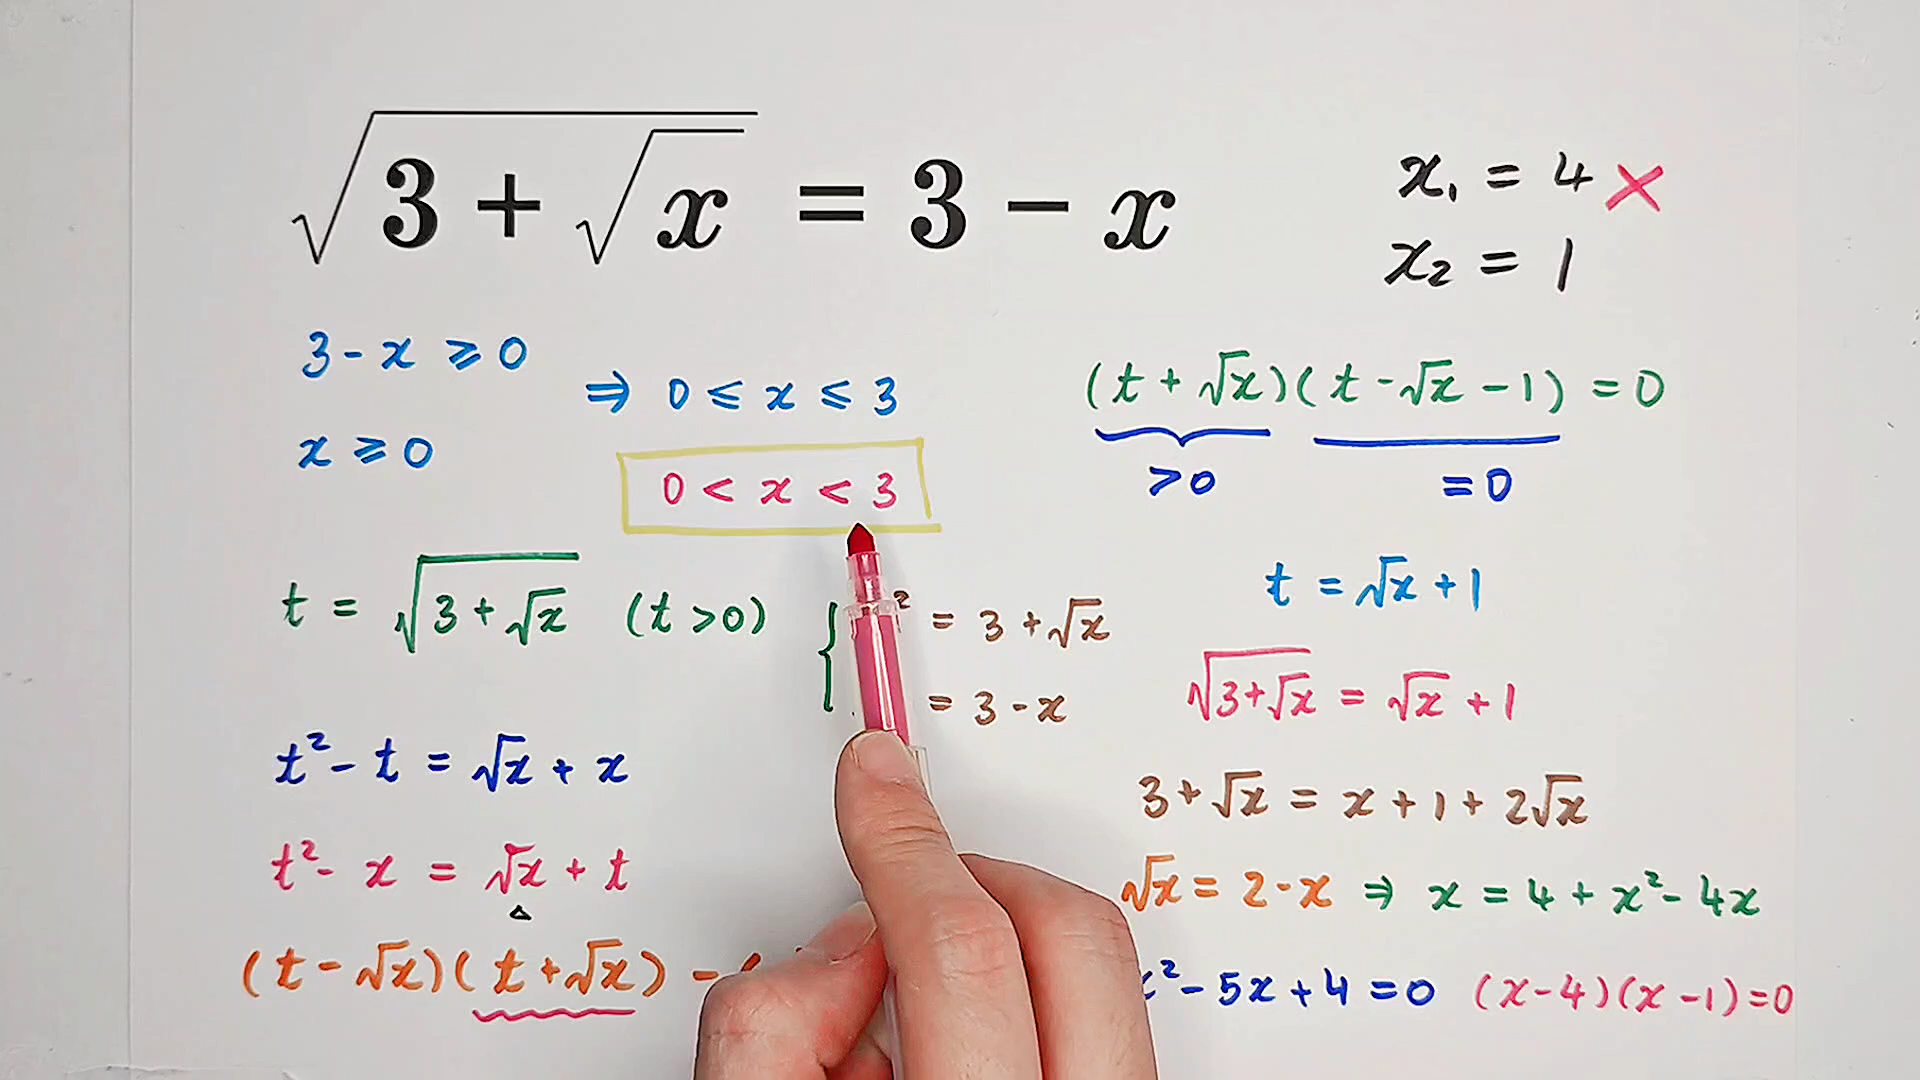 √(3 + √x) = 3 − x
x₁ = 4 ×
x₂ = 1
3 - x ≥ 0
x ≥ 0
⇒ 0 ≤ x ≤ 3
0 < x < 3
t = √(3 + √x) (t > 0)
{ ² = 3 + √x
= 3 - x
t² - t = √x + x
t² - x = √x + t
(t - √x)(t + √x) - (
(t + √x)(t - √x - 1) = 0
> 0 = 0
t = √x + 1
√(3 + √x) = √x + 1
3 + √x = x + 1 + 2√x
√x = 2 - x ⇒ x = 4 + x² - 4x
x² - 5x + 4 = 0 (x - 4)(x - 1) = 0